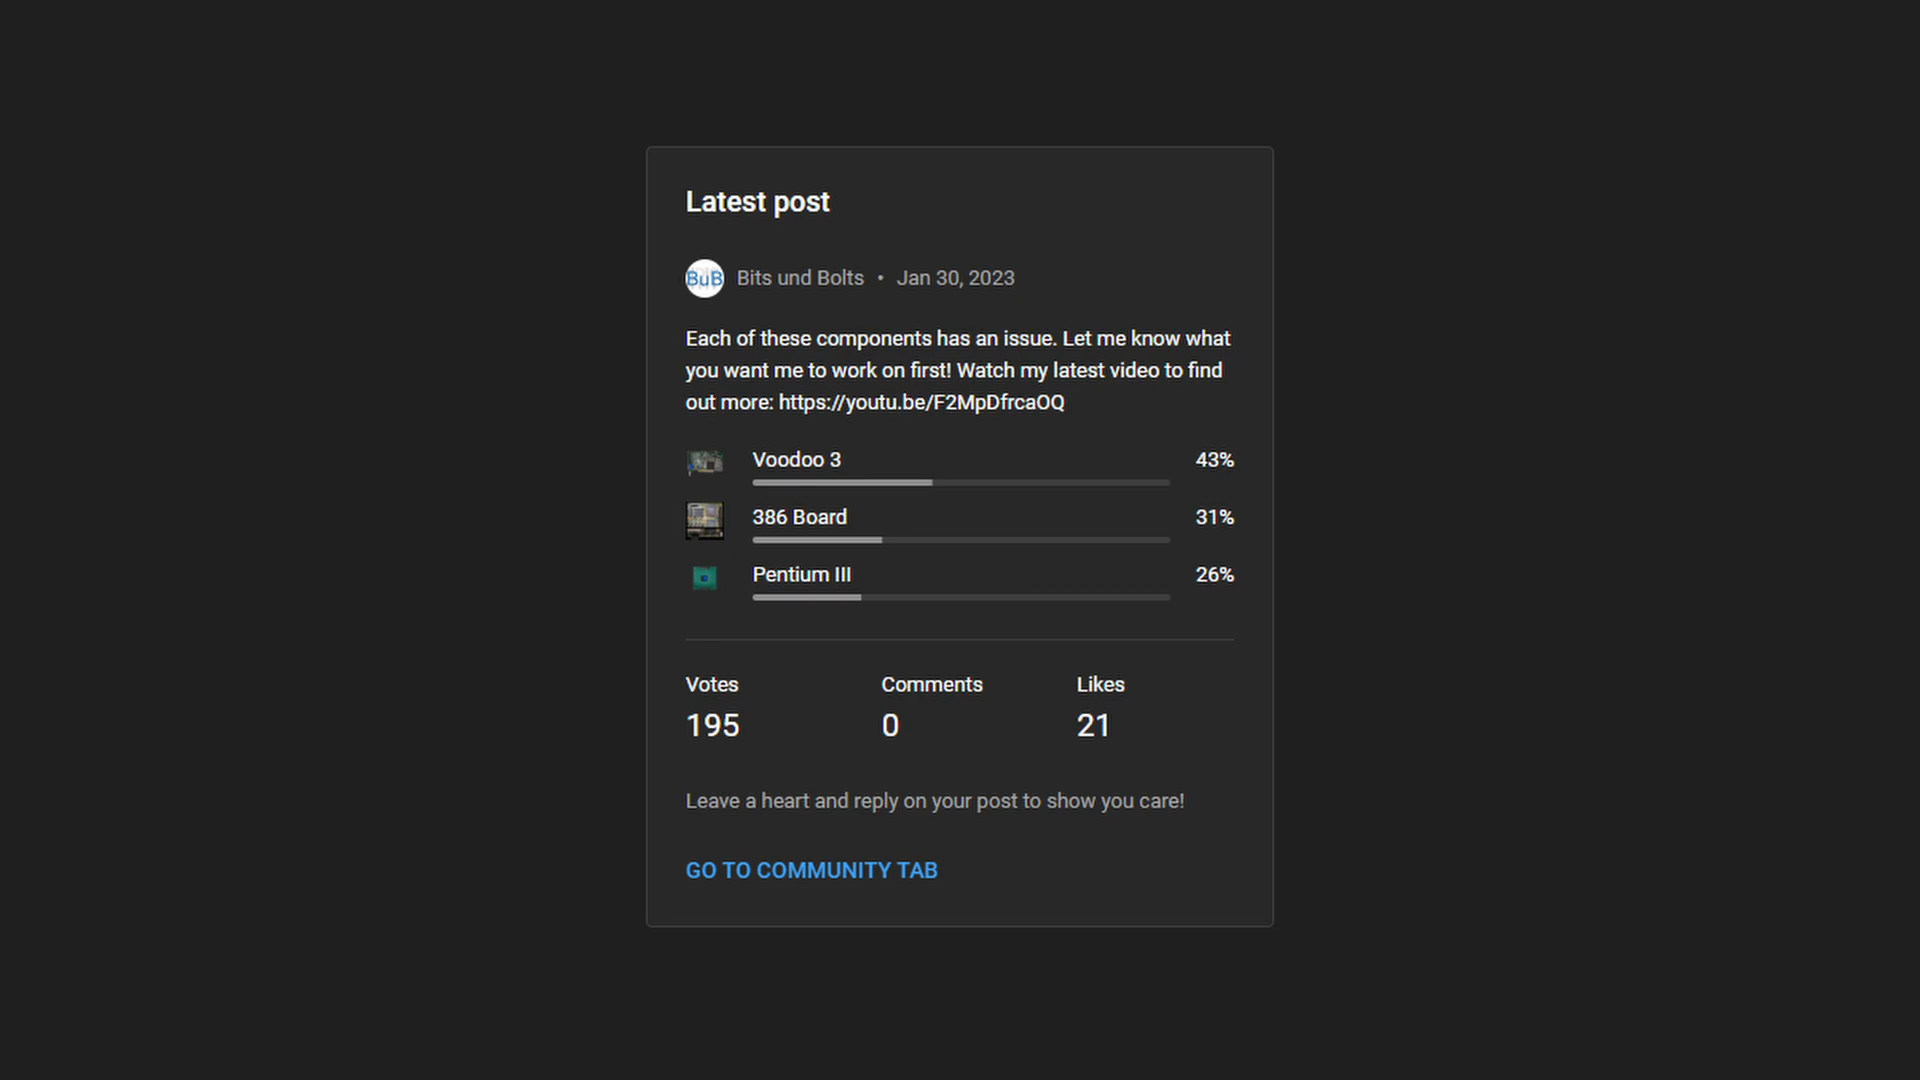 Latest post
BuB Bits und Bolts • Jan 30, 2023
Each of these components has an issue. Let me know what
you want me to work on first! Watch my latest video to find
out more: https://youtu.be/F2MpDfrcaOQ
Voodoo 3 43%
386 Board 31%
Pentium III 26%
Votes Comments Likes
195 0 21
Leave a heart and reply on your post to show you care!
GO TO COMMUNITY TAB